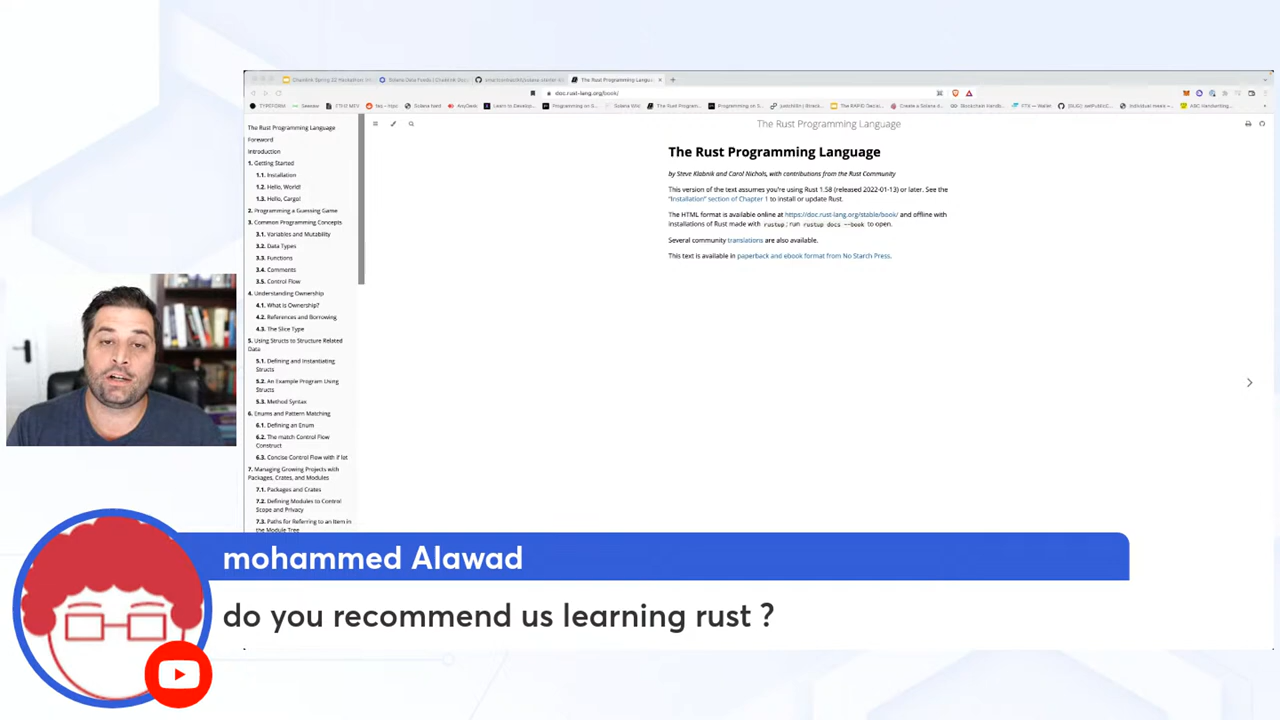 The Rust Programming Langu
doc.rust-lang.org/book/
The Rust Programming Language
Foreword
Introduction
1. Getting Started
1.1. Installation
1.2. Hello, World!
1.3. Hello, Cargo!
2. Programming a Guessing Game
3. Common Programming Concepts
3.1. Variables and Mutability
3.2. Data Types
3.3. Functions
3.4. Comments
3.5. Control Flow
4. Understanding Ownership
4.1. What is Ownership?
4.2. References and Borrowing
4.3. The Slice Type
5. Using Structs to Structure Related
Data
5.1. Defining and Instantiating
Structs
5.2. An Example Program Using
Structs
5.3. Method Syntax
6. Enums and Pattern Matching
6.1. Defining an Enum
6.2. The match Control Flow
Construct
6.3. Concise Control Flow with if let
7. Managing Growing Projects with
Packages, Crates, and Modules
7.1. Packages and Crates
7.2. Defining Modules to Control
Scope and Privacy
7.3. Paths for Referring to an Item in
the Module Tree
The Rust Programming Language
The Rust Programming Language
by Steve Klabnik and Carol Nichols, with contributions from the Rust Community
This version of the text assumes you're using Rust 1.58 (released 2022-01-13) or later. See the
"Installation" section of Chapter 1 to install or update Rust.
The HTML format is available online at https://doc.rust-lang.org/stable/book/ and offline with
installations of Rust made with rustup; run rustup docs --book to open.
Several community translations are also available.
This text is available in paperback and ebook format from No Starch Press.
mohammed Alawad
do you recommend us learning rust ?